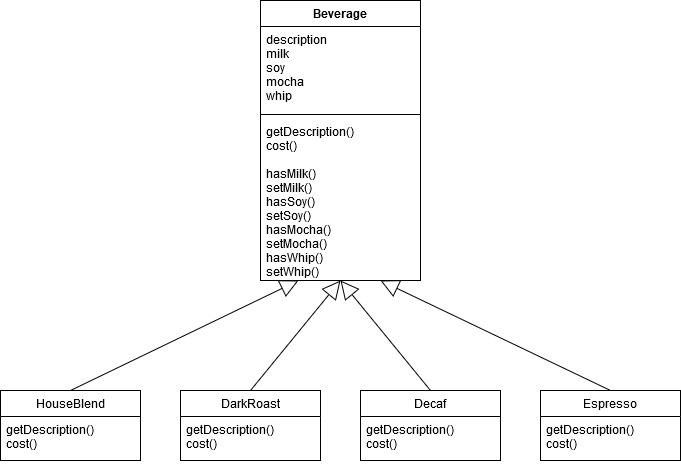 Beverage
description
milk
soy
mocha
whip
getDescription()
cost()
hasMilk()
setMilk()
hasSoy()
setSoy()
hasMocha()
setMocha()
hasWhip()
setWhip()
HouseBlend
getDescription()
cost()
DarkRoast
getDescription()
cost()
Decaf
getDescription()
cost()
Espresso
getDescription()
cost()